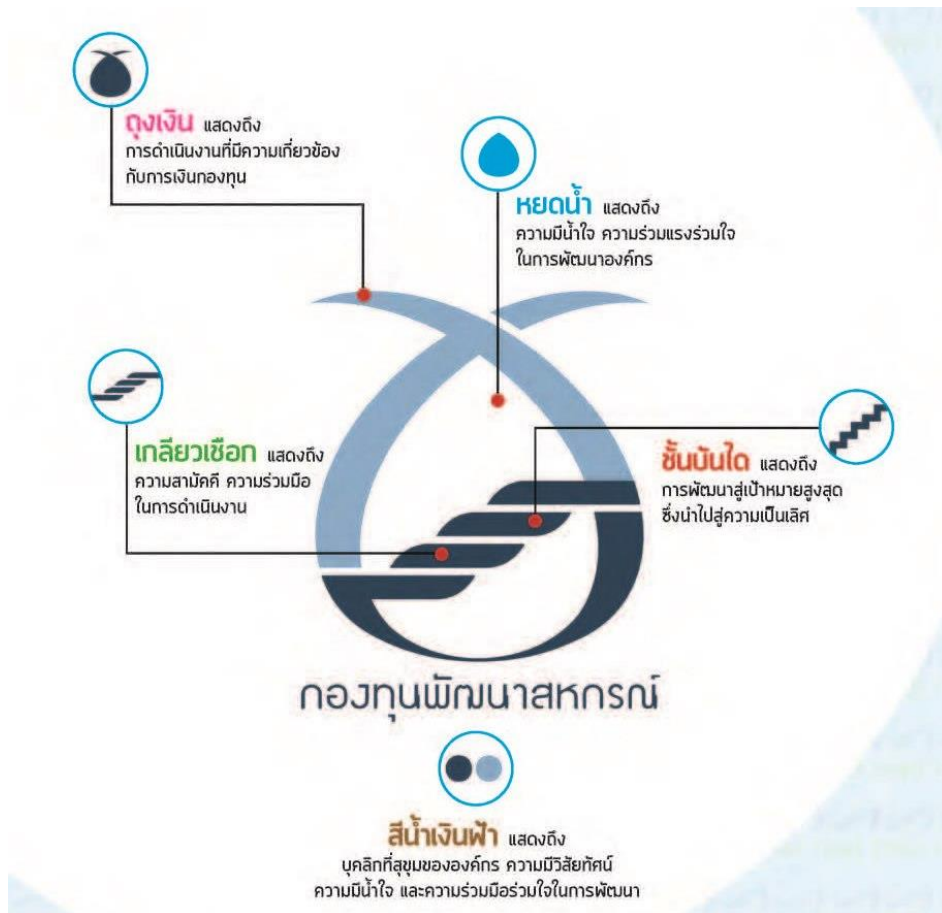 ถุงเงิน แสดงถึง
การดำเนินงานที่มีความเกี่ยวข้อง
กับการเงินกองทุน
หยดน้ำ แสดงถึง
ความมีน้ำใจ ความร่วมแรงร่วมใจ
ในการพัฒนาองค์กร
เกลียวเชือก แสดงถึง
ความสามัคคี ความร่วมมือ
ในการดำเนินงาน
ชั้นบันได แสดงถึง
การพัฒนาสู่เป้าหมายสูงสุด
ซึ่งนำไปสู่ความเป็นเลิศ
กองทุนพัฒนาสหกรณ์
สีน้ำเงินฟ้า แสดงถึง
บุคลิกที่สุขุมขององค์กร ความมีวิสัยทัศน์
ความมีน้ำใจ และความร่วมมือร่วมใจในการพัฒนา